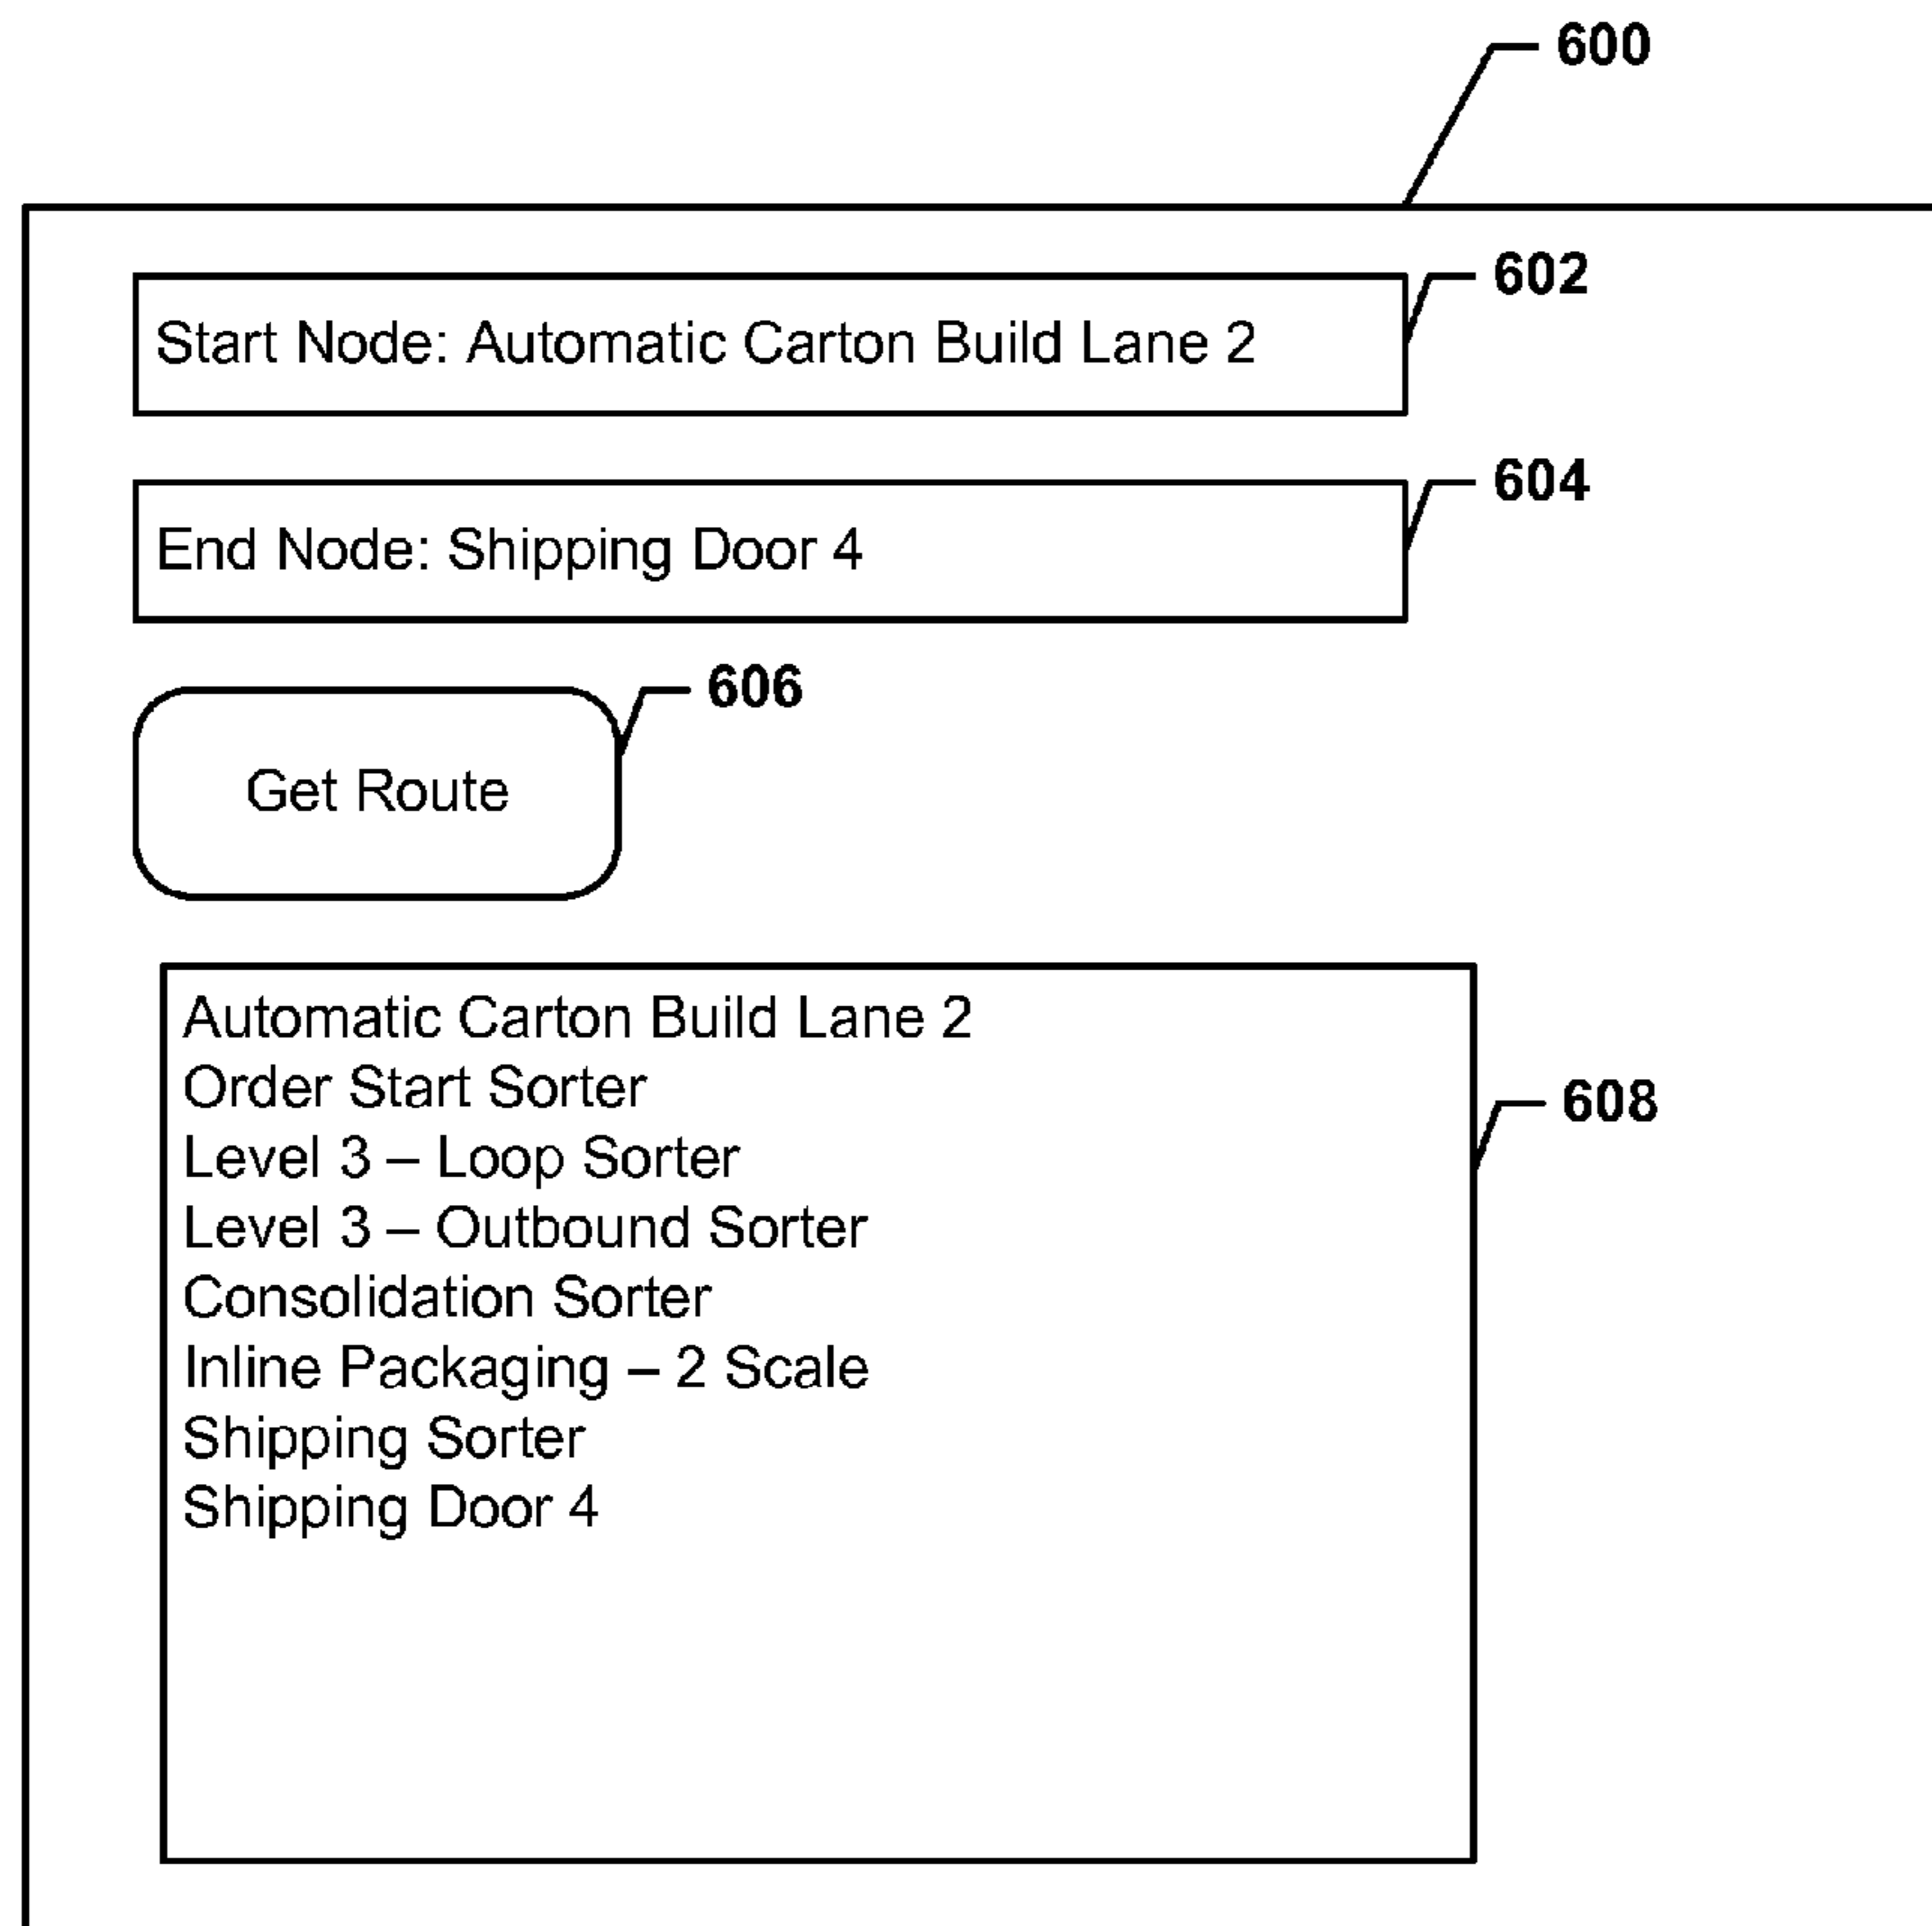 600
602
Start Node: Automatic Carton Build Lane 2
604
End Node: Shipping Door 4
606
Get Route
Automatic Carton Build Lane 2
Order Start Sorter
608
Level 3 – Loop Sorter
Level 3 – Outbound Sorter
Consolidation Sorter
Inline Packaging – 2 Scale
Shipping Sorter
Shipping Door 4